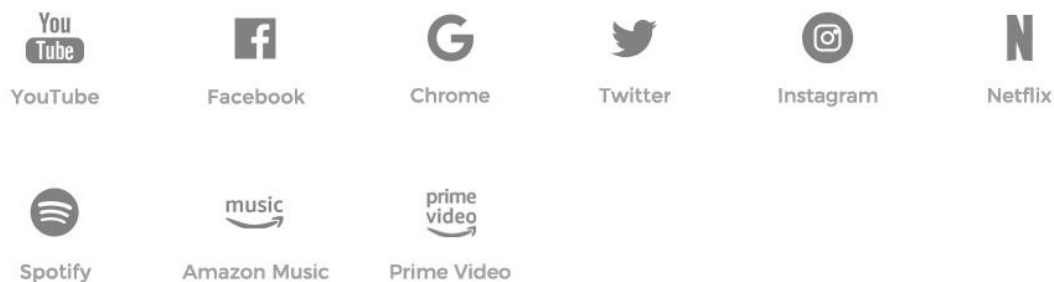 You
Tube
YouTube
Facebook
Chrome
Twitter
Instagram
Netflix
music
prime
video
Spotify
Amazon Music
Prime Video